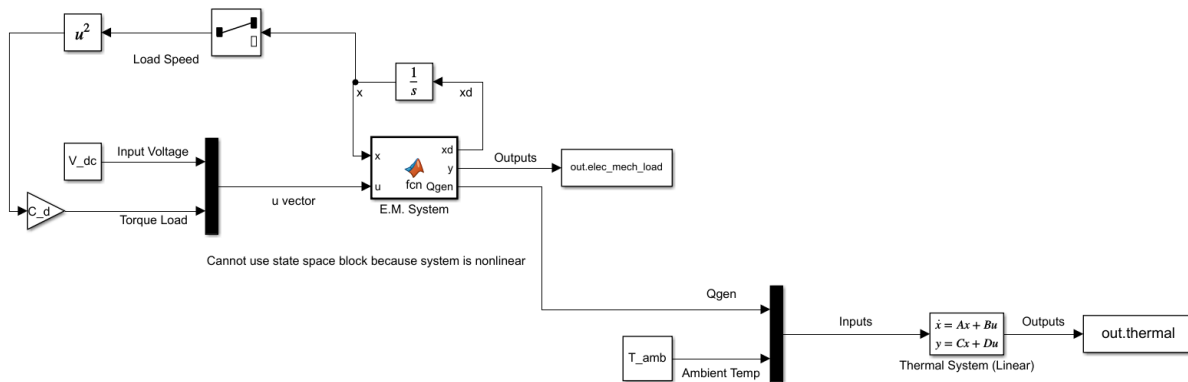 u²
Load Speed
1
s
x
xd
V_dc
Input Voltage
C_d
Torque Load
u vector
x
u
fcn
xd
y
Qgen
E.M. System
Outputs
out.elec_mech_load
Cannot use state space block because system is nonlinear
Qgen
T_amb
Ambient Temp
Inputs
ẋ = Ax + Bu
y = Cx + Du
Thermal System (Linear)
Outputs
out.thermal